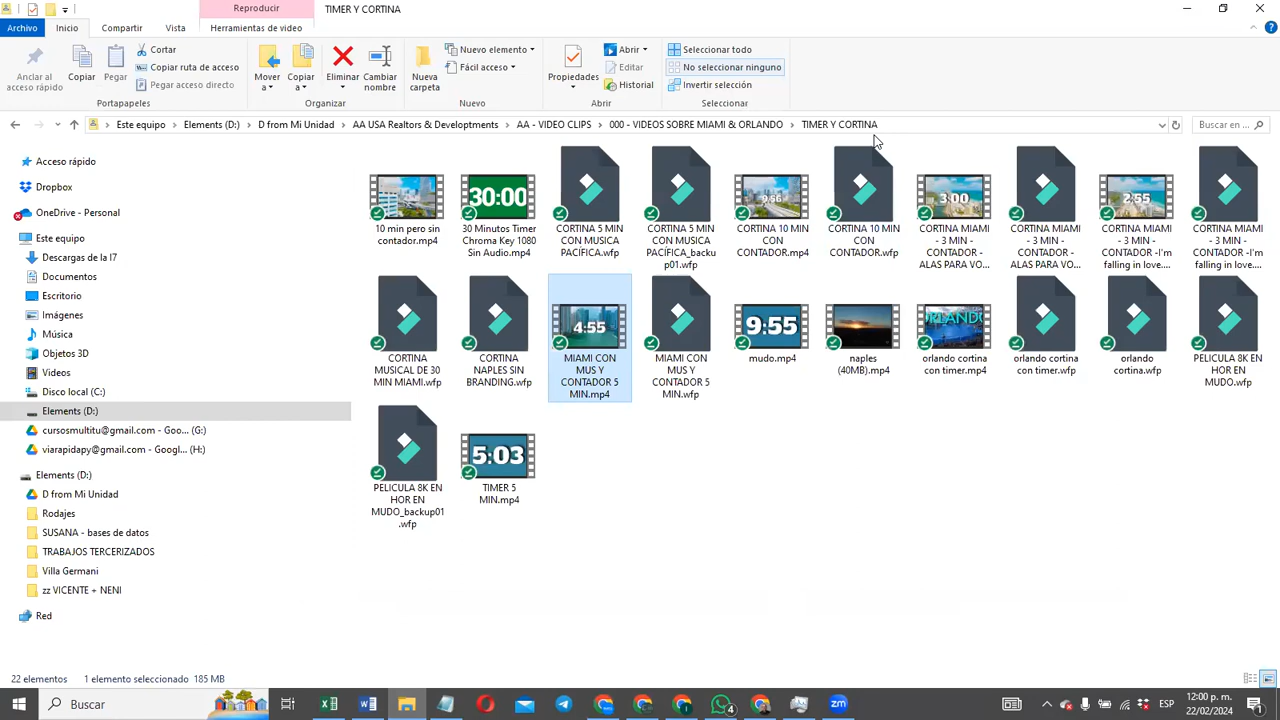 Reproducir
TIMER Y CORTINA
Archivo
Inicio
Compartir
Vista
Herramientas de video
Anclar al
acceso rápido
Copiar
Pegar
Cortar
Copiar ruta de acceso
Pegar acceso directo
Mover
a
Copiar
a
Eliminar
Cambiar
nombre
Nueva
carpeta
Nuevo elemento
Fácil acceso
Propiedades
Abrir
Editar
Historial
Seleccionar todo
No seleccionar ninguno
Invertir selección
Portapapeles
Organizar
Nuevo
Abrir
Seleccionar
Este equipo > Elements (D:) > D from Mi Unidad > AA USA Realtors & Developtments > AA - VIDEO CLIPS > 000 - VIDEOS SOBRE MIAMI & ORLANDO > TIMER Y CORTINA
Buscar en ...
Acceso rápido
Dropbox
OneDrive - Personal
Este equipo
Descargas de la I7
Documentos
Escritorio
Imágenes
Música
Objetos 3D
Videos
Disco local (C:)
Elements (D:)
cursosmultitu@gmail.com - Goo... (G:)
viarapidapy@gmail.com - Googl... (H:)
Elements (D:)
D from Mi Unidad
Rodajes
SUSANA - bases de datos
TRABAJOS TERCERIZADOS
Villa Germani
zz VICENTE + NENI
Red
10 min pero sin
contador.mp4
30:00
30 Minutos Timer
Chroma Key 1080
Sin Audio.mp4
CORTINA 5 MIN
CON MUSICA
PACÍFICA.wfp
CORTINA 5 MIN
CON MUSICA
PACÍFICA_backu
p01.wfp
9:56
CORTINA 10 MIN
CON
CONTADOR.mp4
CORTINA 10 MIN
CON
CONTADOR.wfp
3:00
CORTINA MIAMI
- 3 MIN -
CONTADOR -
ALAS PARA VO...
CORTINA MIAMI
- 3 MIN -
CONTADOR -
ALAS PARA VO...
2:55
CORTINA MIAMI
- 3 MIN -
CONTADOR -I'm
falling in love....
CORTINA MIAMI
- 3 MIN -
CONTADOR -I'm
falling in love....
CORTINA
MUSICAL DE 30
MIN MIAMI.wfp
CORTINA
NAPLES SIN
BRANDING.wfp
4:55
MIAMI CON
MUS Y
CONTADOR 5
MIN.mp4
MIAMI CON
MUS Y
CONTADOR 5
MIN.wfp
9:55
mudo.mp4
naples
(40MB).mp4
ORLANDO
orlando cortina
con timer.mp4
orlando cortina
con timer.wfp
orlando
cortina.wfp
PELICULA 8K EN
HOR EN
MUDO.wfp
PELICULA 8K EN
HOR EN
MUDO_backup01
.wfp
5:03
TIMER 5
MIN.mp4
22 elementos
1 elemento seleccionado 185 MB
Buscar
4
ESP
12:00 p. m.
22/02/2024
1